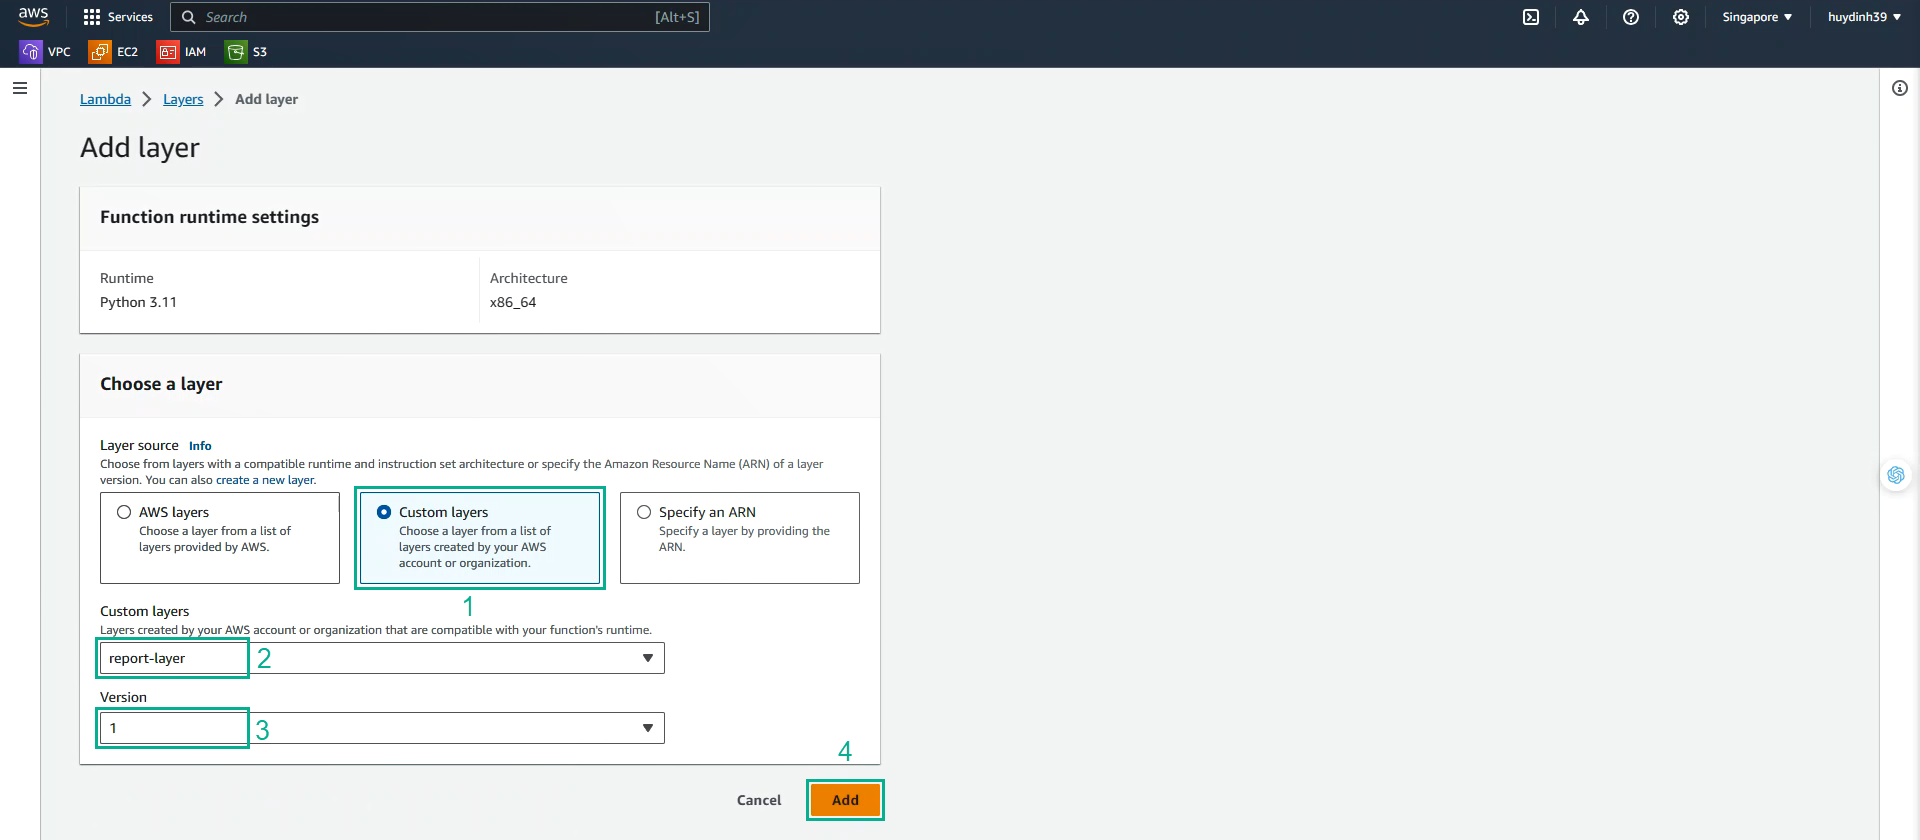 aws
Services
Search
[Alt+S]
Singapore
huydinh39
VPC
EC2
IAM
S3
Lambda
Layers
Add layer
Add layer
Function runtime settings
Runtime
Python 3.11
Architecture
x86_64
Choose a layer
Layer source Info
Choose from layers with a compatible runtime and instruction set architecture or specify the Amazon Resource Name (ARN) of a layer
version. You can also create a new layer.
AWS layers
Choose a layer from a list of
layers provided by AWS.
Custom layers
Choose a layer from a list of
layers created by your AWS
account or organization.
Specify an ARN
Specify a layer by providing the
ARN.
1
Custom layers
Layers created by your AWS account or organization that are compatible with your function's runtime.
report-layer
2
Version
1
3
4
Cancel
Add